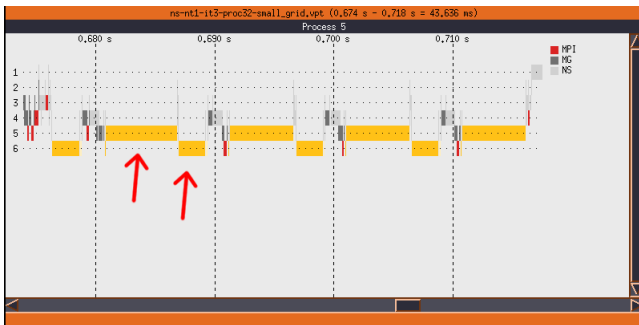 ns-nt1-it3-proc32-small_grid.vpt (0.674 s - 0.718 s = 43.636 ms)
Process 5
0.680 s 0.690 s 0.700 s 0.710 s
MPI
MG
NS
1
2
3
4
5
6